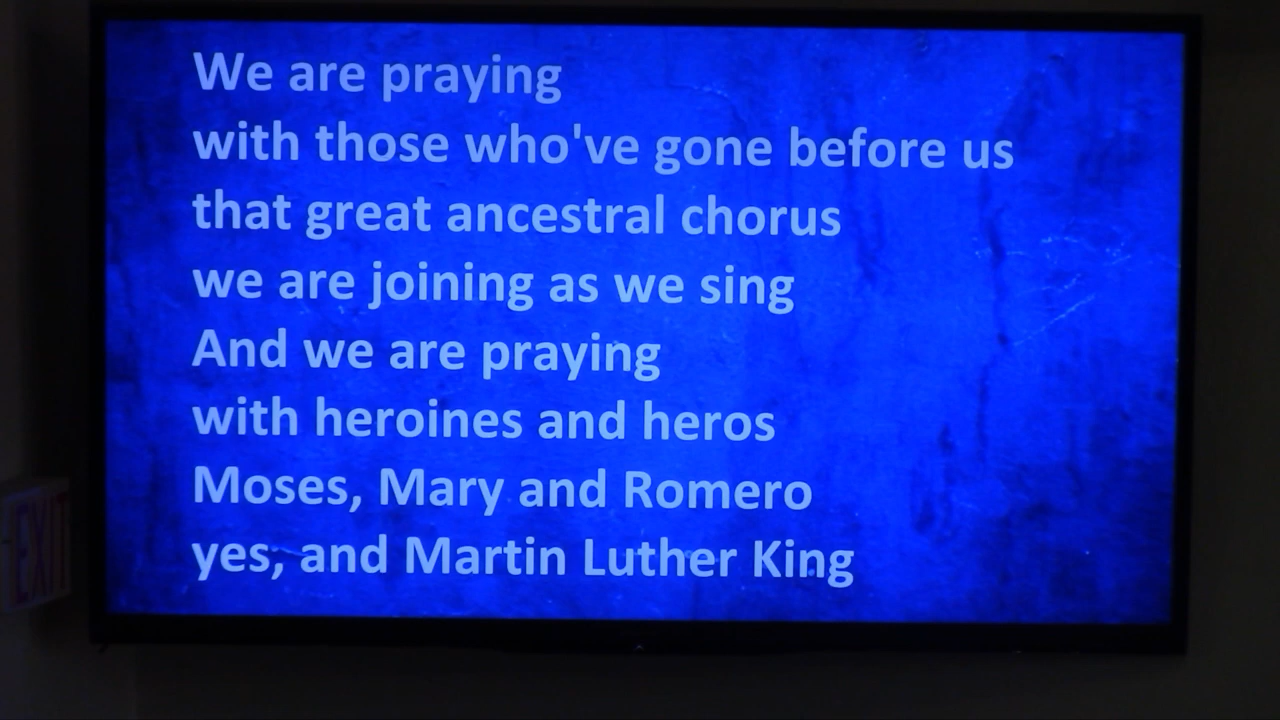 We are praying
with those who've gone before us
that great ancestral chorus
we are joining as we sing
And we are praying
with heroines and heros
Moses, Mary and Romero
yes, and Martin Luther King
EXIT